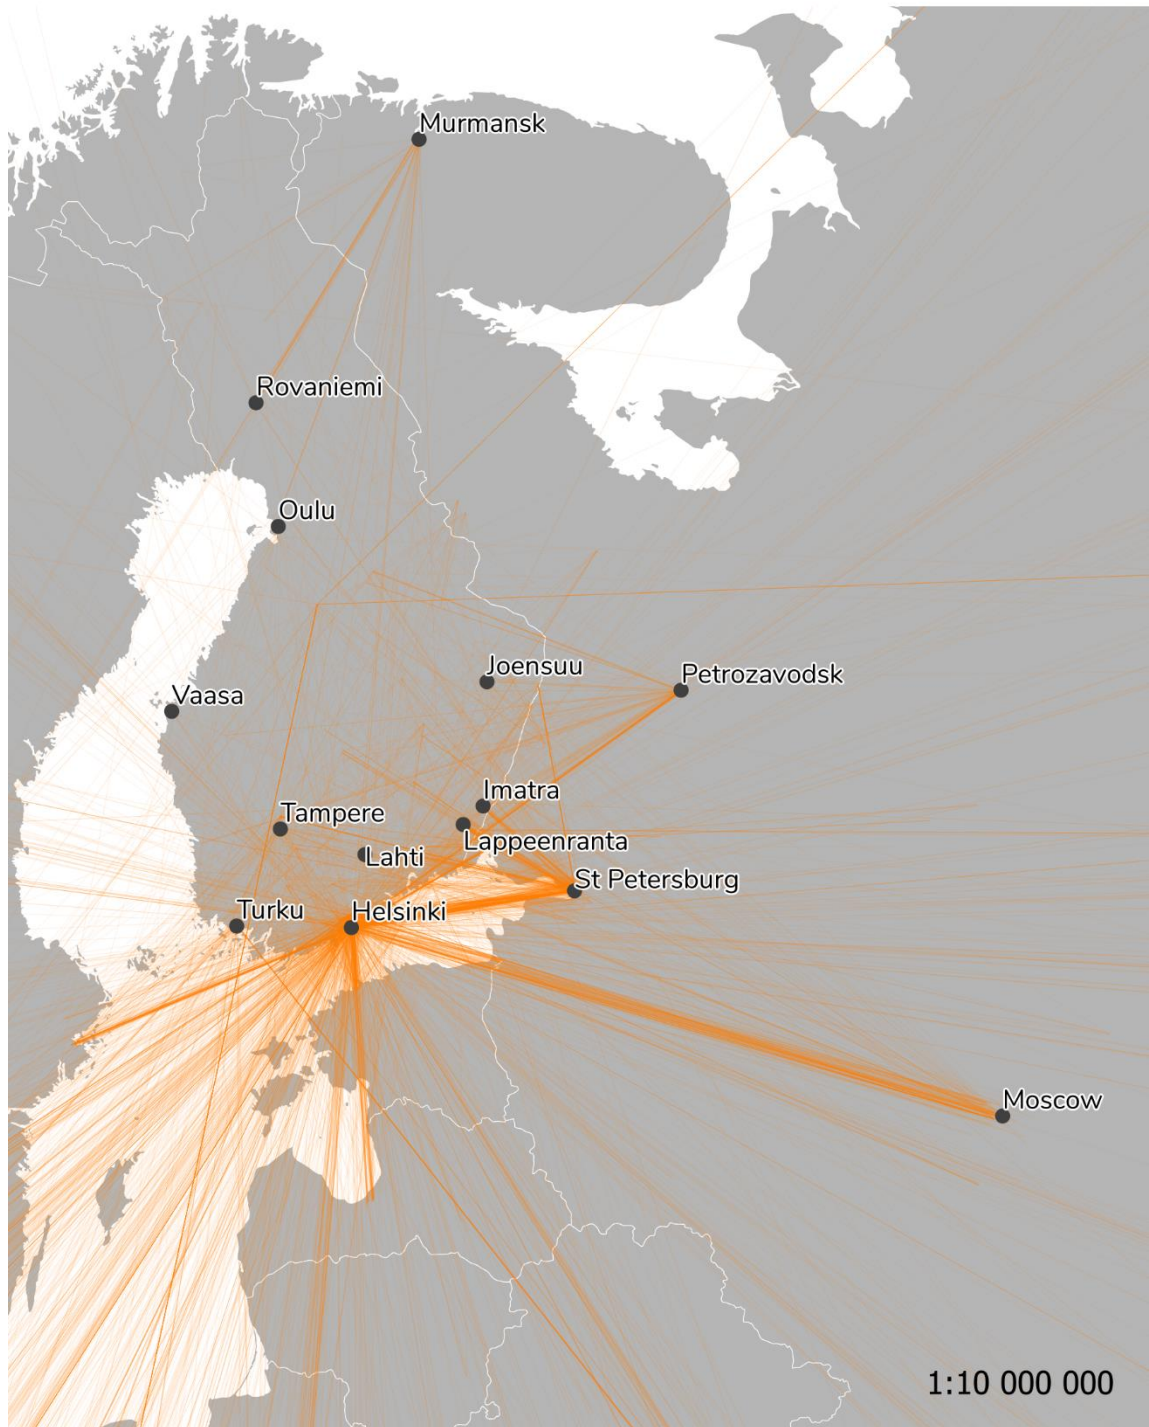 Murmansk
Rovaniemi
Oulu
Joensuu
Petrozavodsk
Vaasa
Imatra
Tampere
Lappeenranta
Lahti
St Petersburg
Turku
Helsinki
Moscow
1:10 000 000